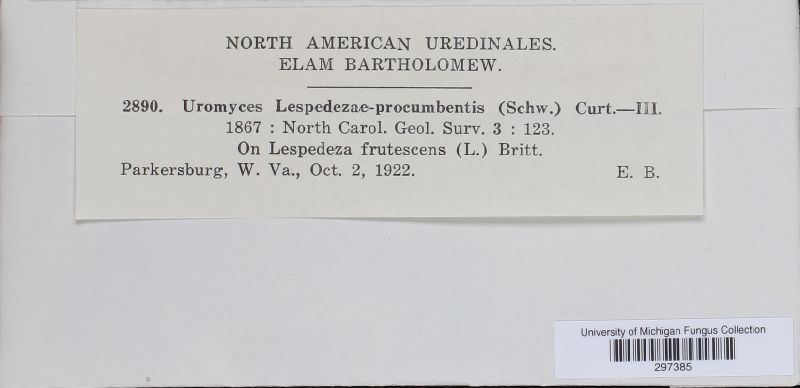 NORTH AMERICAN UREDINALES.
ELAM BARTHOLOMEW.
2890. Uromyces Lespedezae-procumbentis (Schw.) Curt.—III.
1867 : North Carol. Geol. Surv. 3 : 123.
On Lespedeza frutescens (L.) Britt.
Parkersburg, W. Va., Oct. 2, 1922. E. B.
University of Michigan Fungus Collection
297385